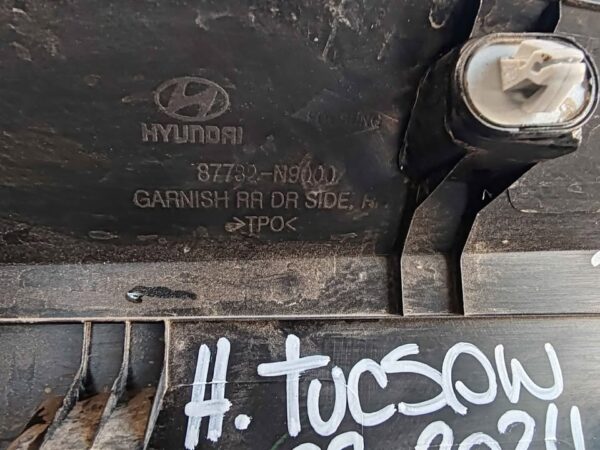 HYUNDAI
87732-N9000
GARNISH RR DR SIDE, R
>TPO<
H. TUCSON